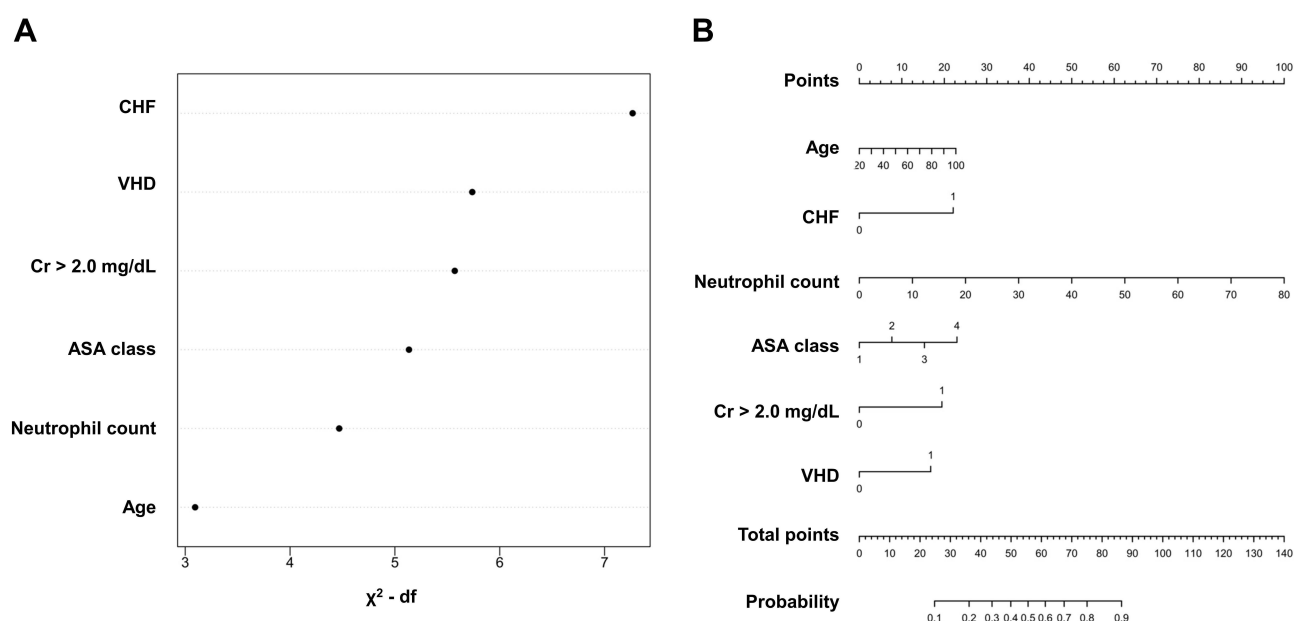 A
CHF
VHD
Cr > 2.0 mg/dL
ASA class
Neutrophil count
Age
3 4 5 6 7
χ² - df
B
Points
0 10 20 30 40 50 60 70 80 90 100
Age
20 40 60 80 100
CHF
1
0
Neutrophil count
0 10 20 30 40 50 60 70 80
ASA class
2 4
1 3
Cr > 2.0 mg/dL
1
0
VHD
1
0
Total points
0 10 20 30 40 50 60 70 80 90 100 110 120 130 140
Probability
0.1 0.2 0.3 0.4 0.5 0.6 0.7 0.8 0.9